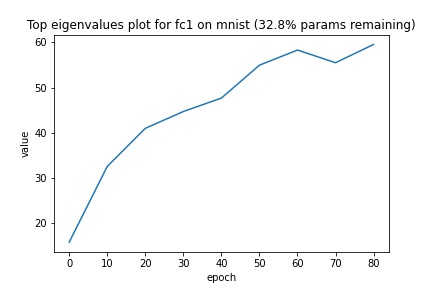 Top eigenvalues plot for fc1 on mnist (32.8% params remaining)
60
50
40
30
20
value
0 10 20 30 40 50 60 70 80
epoch